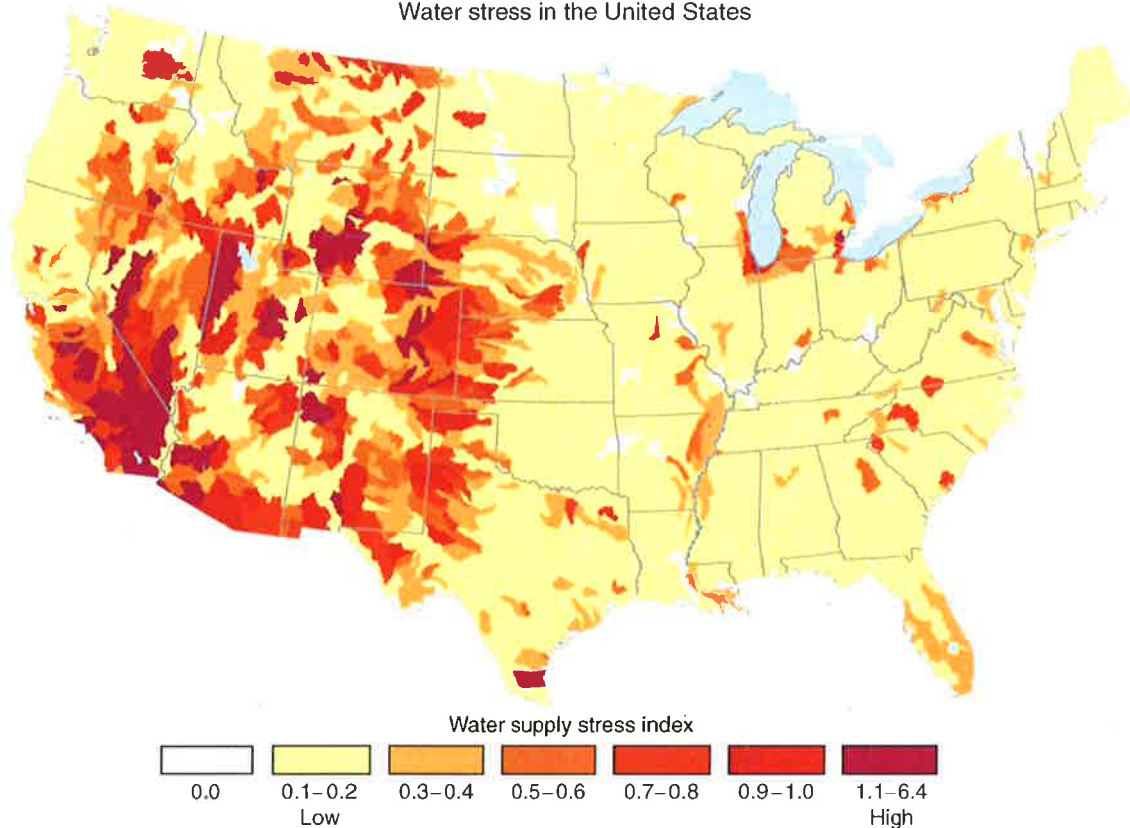 Water stress in the United States
Water supply stress index
0.0 0.1–0.2 0.3–0.4 0.5–0.6 0.7–0.8 0.9–1.0 1.1–6.4
Low High